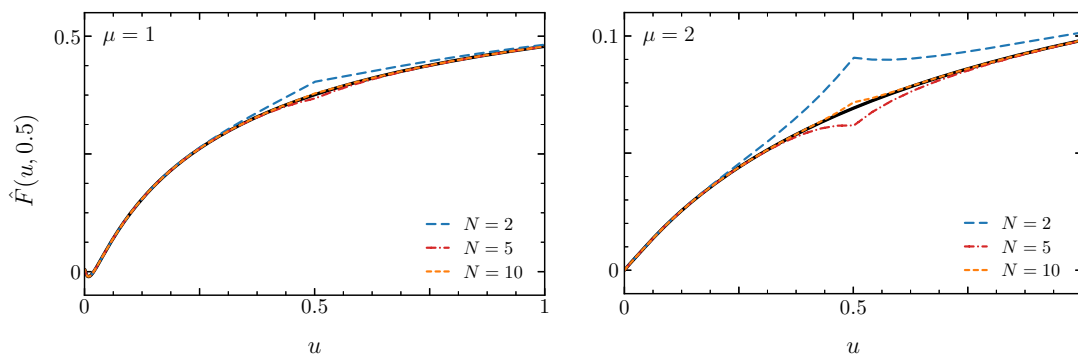 0.5
μ = 1
F̂(u, 0.5)
N = 2
N = 5
N = 10
0
0
0.5
1
u
0.1
μ = 2
N = 2
N = 5
N = 10
0
0
0.5
u